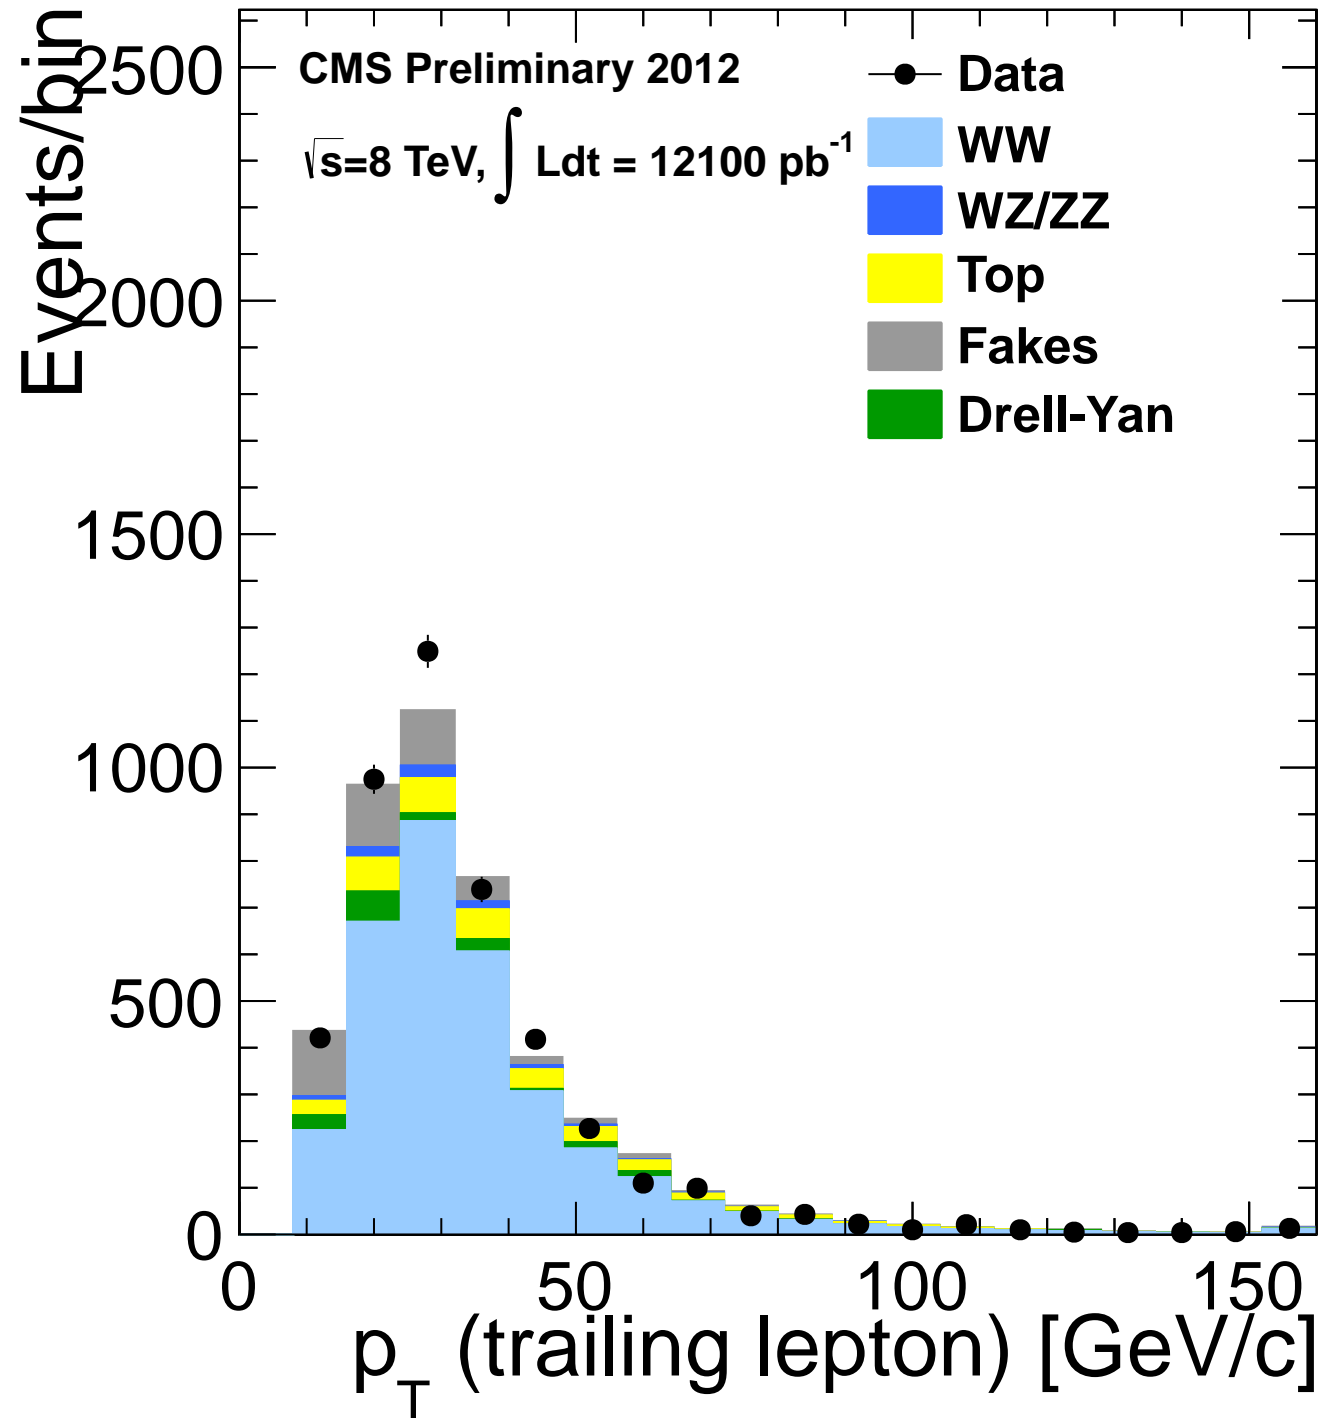 Events/bin
2500
2000
1500
1000
500
0
CMS Preliminary 2012
√s=8 TeV, ∫ Ldt = 12100 pb⁻¹
Data
WW
WZ/ZZ
Top
Fakes
Drell-Yan
0 50 100 150
p_T (trailing lepton) [GeV/c]